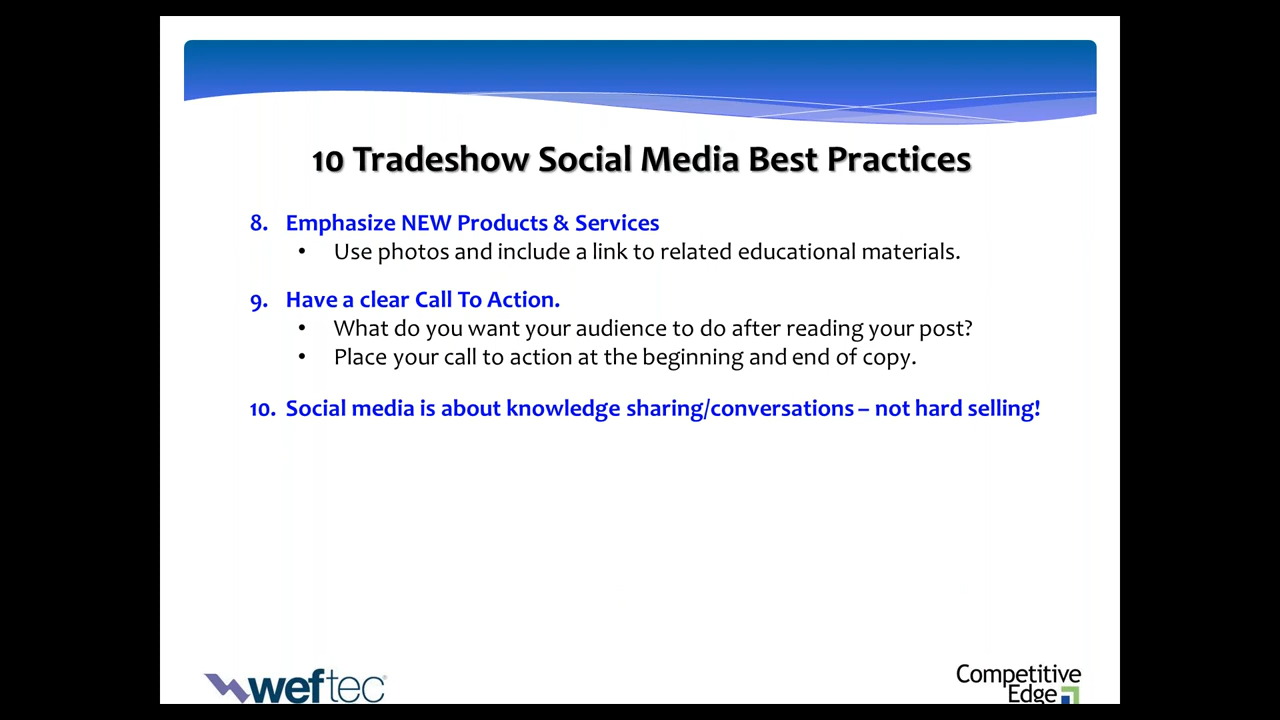 10 Tradeshow Social Media Best Practices
8. Emphasize NEW Products & Services
• Use photos and include a link to related educational materials.
9. Have a clear Call To Action.
• What do you want your audience to do after reading your post?
• Place your call to action at the beginning and end of copy.
10. Social media is about knowledge sharing/conversations – not hard selling!
weftec®
Competitive
Edge